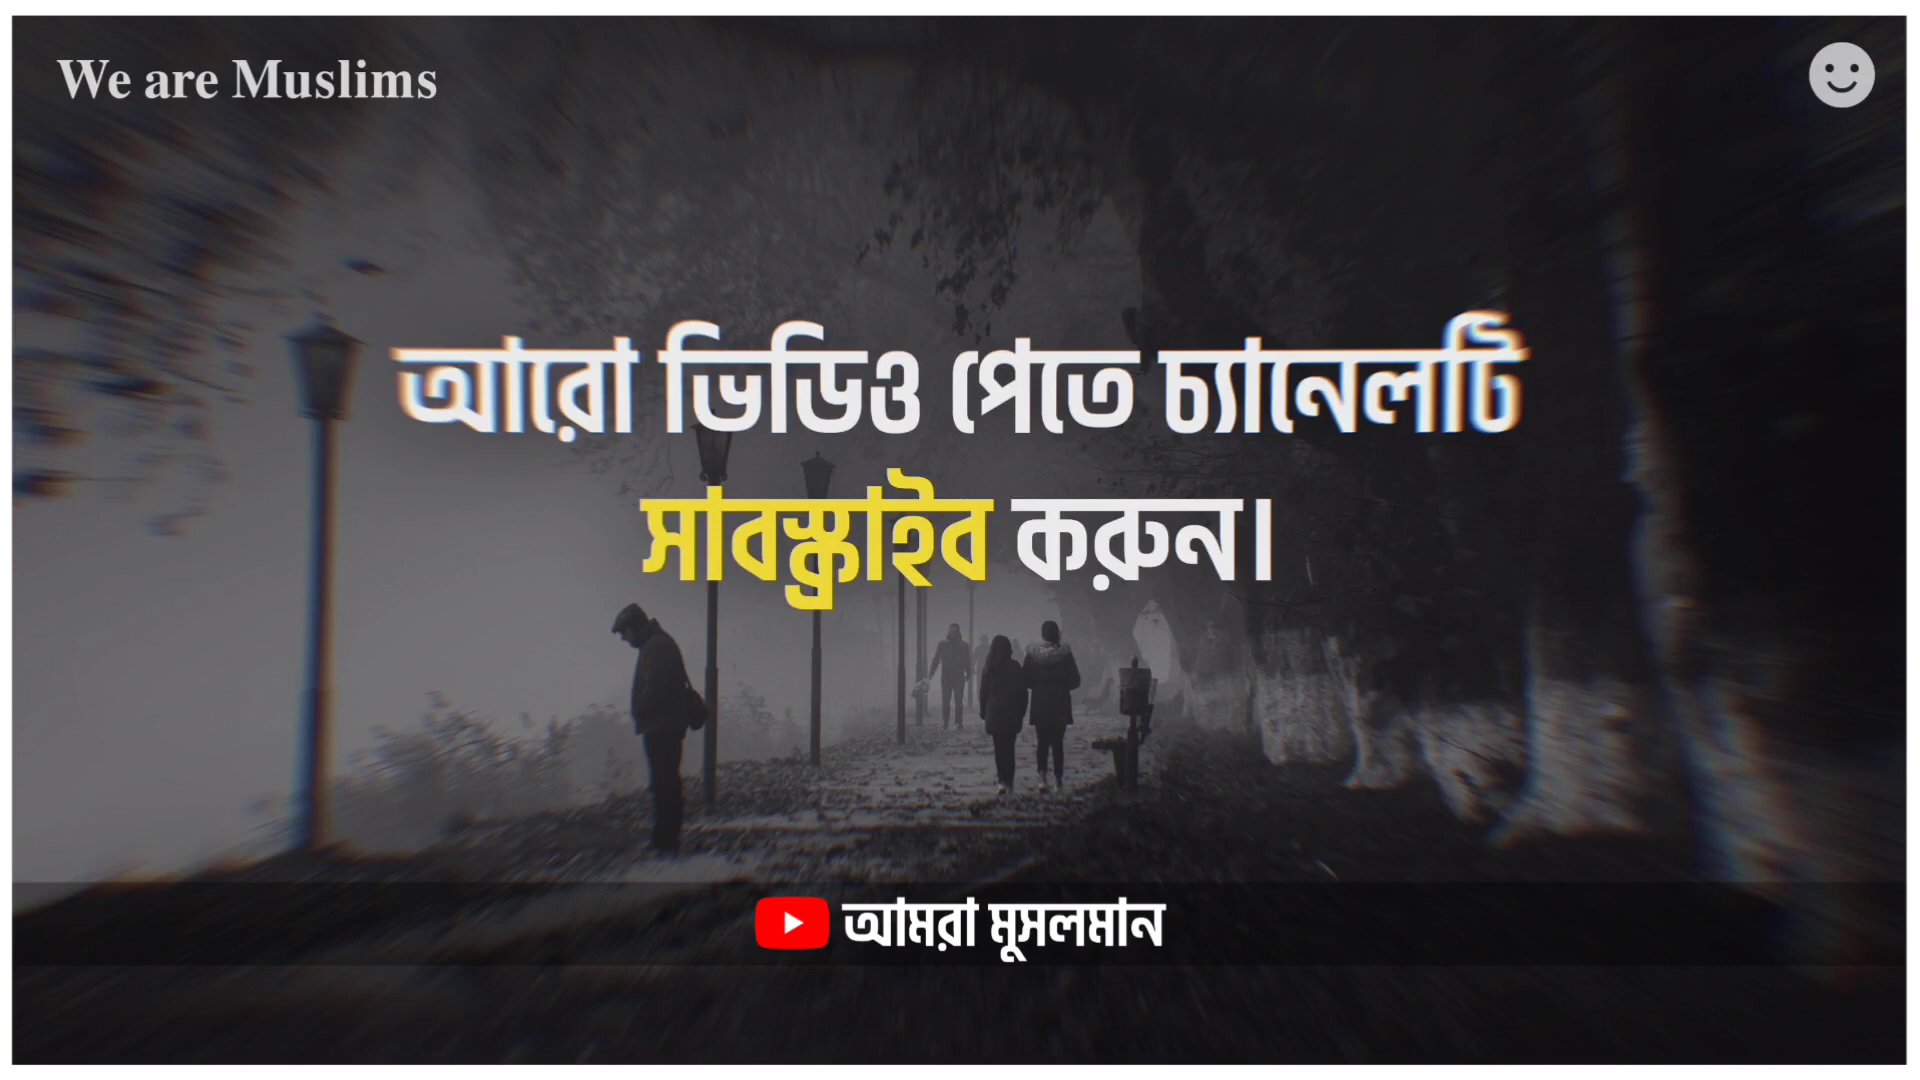 We are Muslims
আরো ভিডিও পেতে চ্যানেলটি
সাবস্ক্রাইব করুন।
আমরা মুসলমান